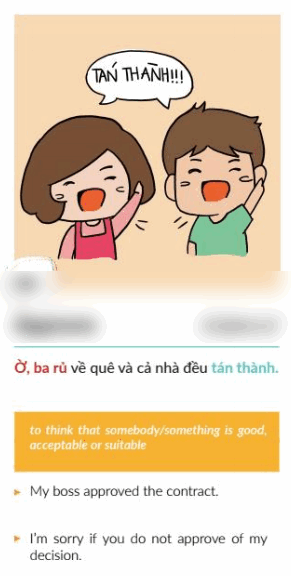 TÁN THÀNH!!!
Ờ, ba rủ về quê và cả nhà đều tán thành.
to think that somebody/something is good,
acceptable or suitable
▸ My boss approved the contract.
▸ I'm sorry if you do not approve of my
decision.